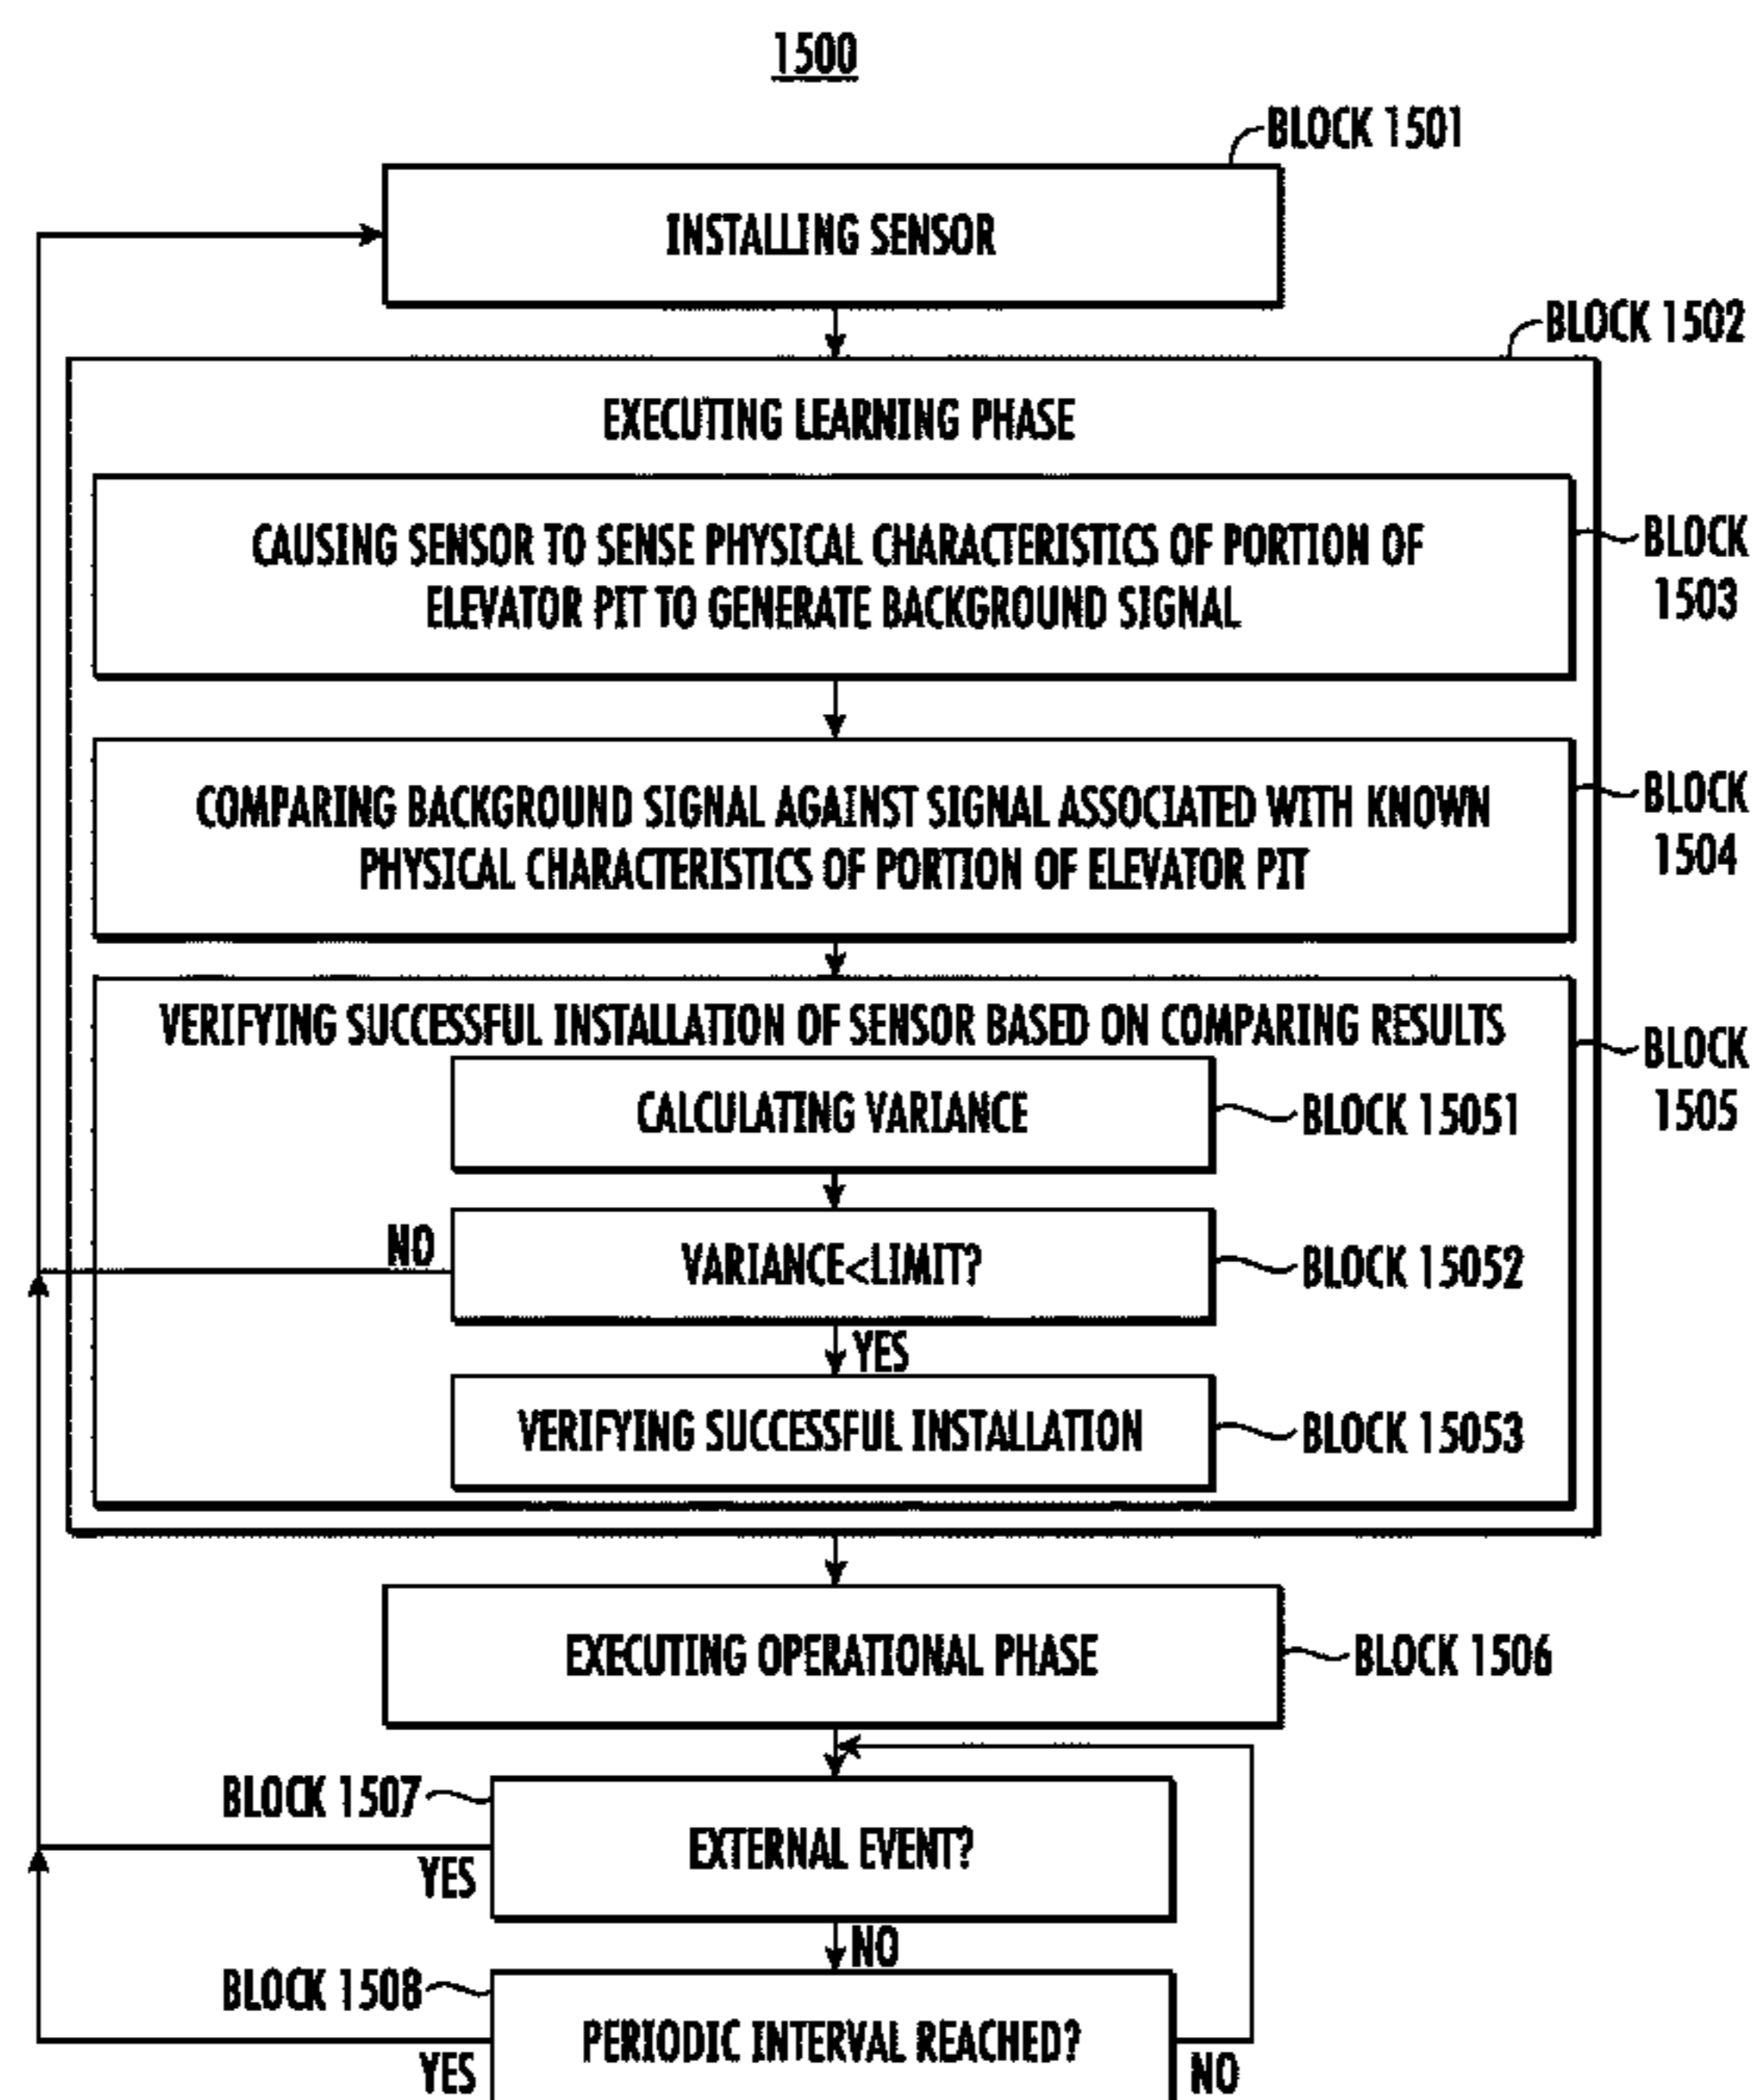 1500
BLOCK 1501
INSTALLING SENSOR
BLOCK 1502
EXECUTING LEARNING PHASE
CAUSING SENSOR TO SENSE PHYSICAL CHARACTERISTICS OF PORTION OF
ELEVATOR PIT TO GENERATE BACKGROUND SIGNAL
BLOCK
1503
COMPARING BACKGROUND SIGNAL AGAINST SIGNAL ASSOCIATED WITH KNOWN
PHYSICAL CHARACTERISTICS OF PORTION OF ELEVATOR PIT
BLOCK
1504
VERIFYING SUCCESSFUL INSTALLATION OF SENSOR BASED ON COMPARING RESULTS
BLOCK
1505
CALCULATING VARIANCE
BLOCK 15051
NO
VARIANCE<LIMIT?
BLOCK 15052
YES
VERIFYING SUCCESSFUL INSTALLATION
BLOCK 15053
EXECUTING OPERATIONAL PHASE
BLOCK 1506
BLOCK 1507
EXTERNAL EVENT?
YES
NO
BLOCK 1508
PERIODIC INTERVAL REACHED?
YES
NO